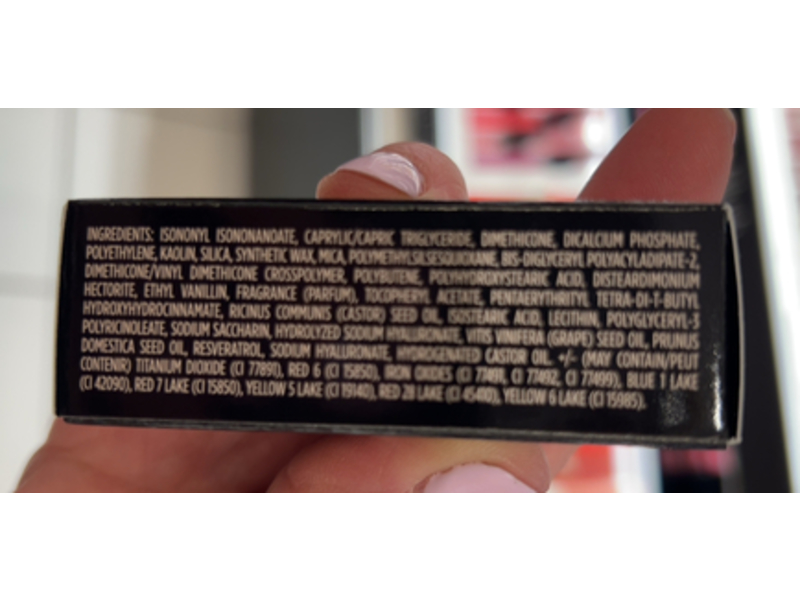 INGREDIENTS: ISONONYL ISONONANOATE, CAPRYLIC/CAPRIC TRIGLYCERIDE, DIMETHICONE, DICALCIUM PHOSPHATE,
POLYETHYLENE, KAOLIN, SILICA, SYNTHETIC WAX, MICA, POLYMETHYLSILSESQUIOXANE, BIS-DIGLYCERYL POLYACYLADIPATE-2,
DIMETHICONE/VINYL DIMETHICONE CROSSPOLYMER, POLYBUTENE, POLYHYDROXYSTEARIC ACID, DISTEARDIMONIUM
HECTORITE, ETHYL VANILLIN, FRAGRANCE (PARFUM), TOCOPHERYL ACETATE, PENTAERYTHRITYL TETRA-DI-T-BUTYL
HYDROXYHYDROCINNAMATE, RICINUS COMMUNIS (CASTOR) SEED OIL, ISOSTEARIC ACID, LECITHIN, POLYGLYCERYL-3
POLYRICINOLEATE, SODIUM SACCHARIN, HYDROLYZED SODIUM HYALURONATE, VITIS VINIFERA (GRAPE) SEED OIL, PRUNUS
DOMESTICA SEED OIL, RESVERATROL, SODIUM HYALURONATE, HYDROGENATED CASTOR OIL. +/- (MAY CONTAIN/PEUT
CONTENIR) TITANIUM DIOXIDE (CI 77891), RED 6 (CI 15850), IRON OXIDES (CI 77491, CI 77492, CI 77499), BLUE 1 LAKE
(CI 42090), RED 7 LAKE (CI 15850), YELLOW 5 LAKE (CI 19140), RED 28 LAKE (CI 45410), YELLOW 6 LAKE (CI 15985).